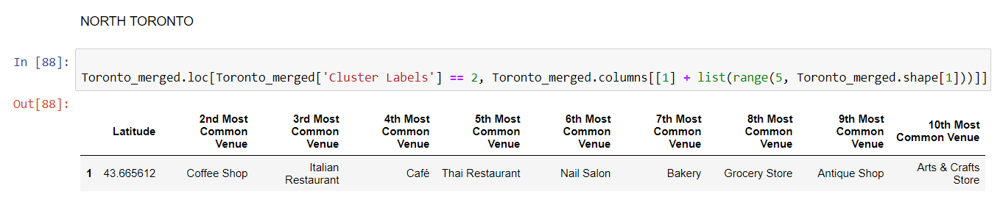 NORTH TORONTO
In [88]:
Toronto_merged.loc[Toronto_merged['Cluster Labels'] == 2, Toronto_merged.columns[[1] + list(range(5, Toronto_merged.shape[1]))]]
Out[88]:
Latitude 2nd Most Common Venue 3rd Most Common Venue 4th Most Common Venue 5th Most Common Venue 6th Most Common Venue 7th Most Common Venue 8th Most Common Venue 9th Most Common Venue 10th Most Common Venue
1 43.665612 Coffee Shop Italian Restaurant Café Thai Restaurant Nail Salon Bakery Grocery Store Antique Shop Arts & Crafts Store